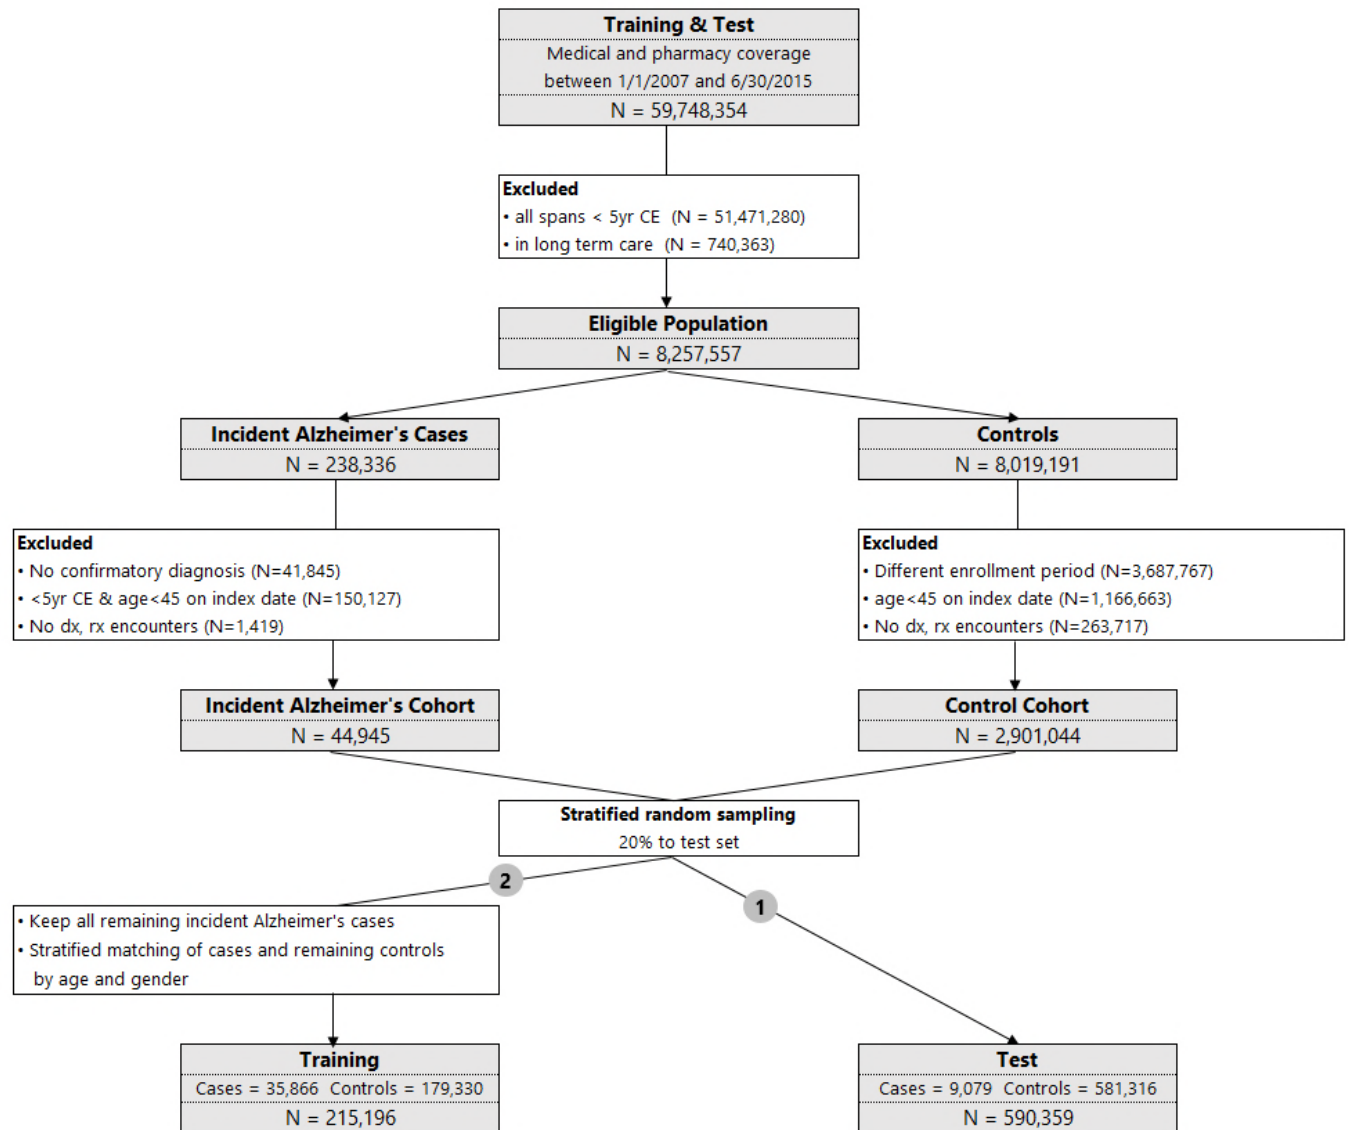 Training & Test
Medical and pharmacy coverage
between 1/1/2007 and 6/30/2015
N = 59,748,354
Excluded
• all spans < 5yr CE (N = 51,471,280)
• in long term care (N = 740,363)
Eligible Population
N = 8,257,557
Incident Alzheimer's Cases
N = 238,336
Controls
N = 8,019,191
Excluded
• No confirmatory diagnosis (N=41,845)
• <5yr CE & age<45 on index date (N=150,127)
• No dx, rx encounters (N=1,419)
Excluded
• Different enrollment period (N=3,687,767)
• age<45 on index date (N=1,166,663)
• No dx, rx encounters (N=263,717)
Incident Alzheimer's Cohort
N = 44,945
Control Cohort
N = 2,901,044
Stratified random sampling
20% to test set
2
1
• Keep all remaining incident Alzheimer's cases
• Stratified matching of cases and remaining controls
by age and gender
Training
Cases = 35,866 Controls = 179,330
N = 215,196
Test
Cases = 9,079 Controls = 581,316
N = 590,359